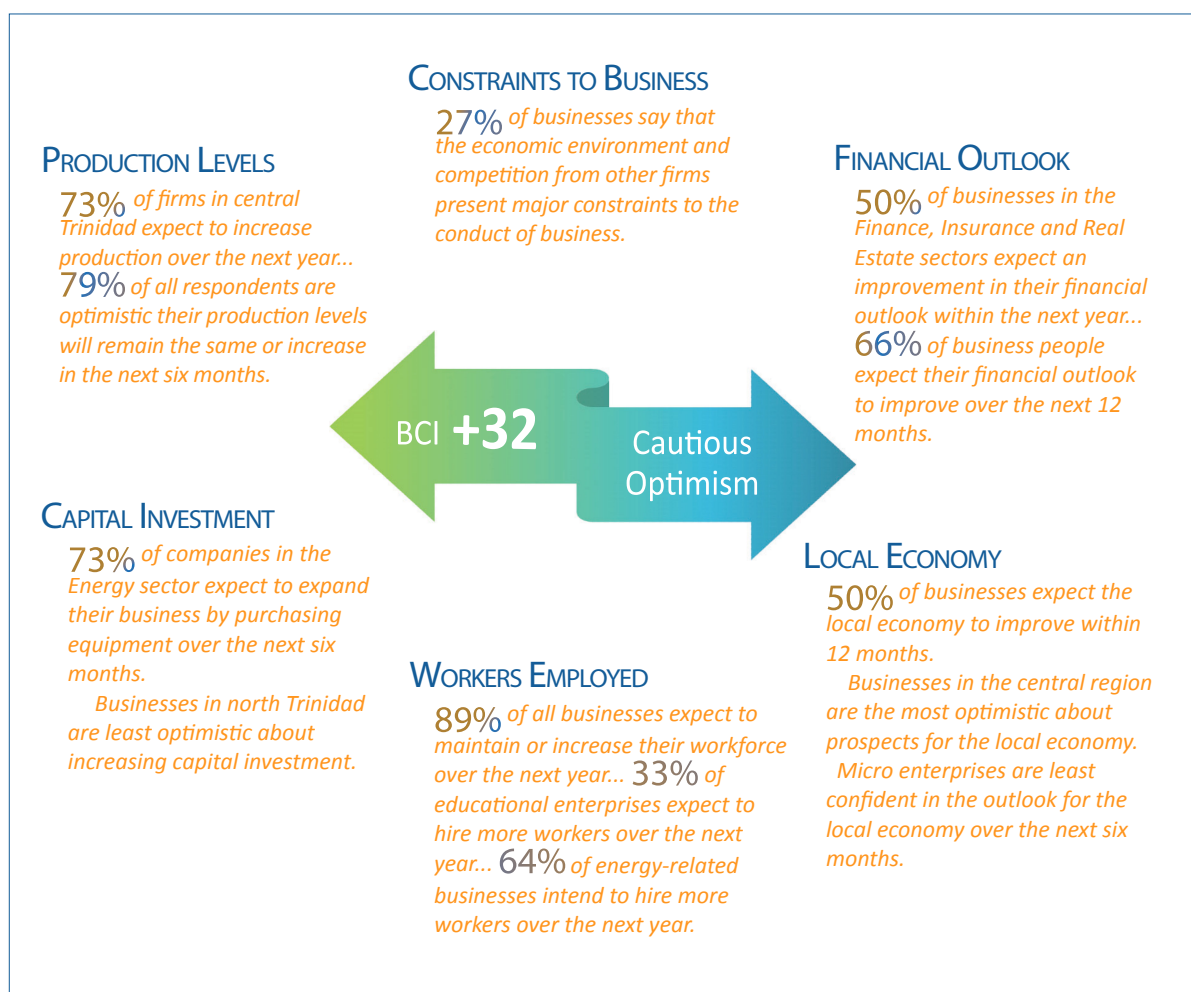 CONSTRAINTS TO BUSINESS
27% of businesses say that
the economic environment and
competition from other firms
present major constraints to the
conduct of business.
PRODUCTION LEVELS
73% of firms in central
Trinidad expect to increase
production over the next year...
79% of all respondents are
optimistic their production levels
will remain the same or increase
in the next six months.
FINANCIAL OUTLOOK
50% of businesses in the
Finance, Insurance and Real
Estate sectors expect an
improvement in their financial
outlook within the next year...
66% of business people
expect their financial outlook
to improve over the next 12
months.
BCI +32
Cautious
Optimism
CAPITAL INVESTMENT
73% of companies in the
Energy sector expect to expand
their business by purchasing
equipment over the next six
months.
Businesses in north Trinidad
are least optimistic about
increasing capital investment.
WORKERS EMPLOYED
89% of all businesses expect to
maintain or increase their workforce
over the next year... 33% of
educational enterprises expect to
hire more workers over the next
year... 64% of energy-related
businesses intend to hire more
workers over the next year.
LOCAL ECONOMY
50% of businesses expect the
local economy to improve within
12 months.
Businesses in the central region
are the most optimistic about
prospects for the local economy.
Micro enterprises are least
confident in the outlook for the
local economy over the next six
months.